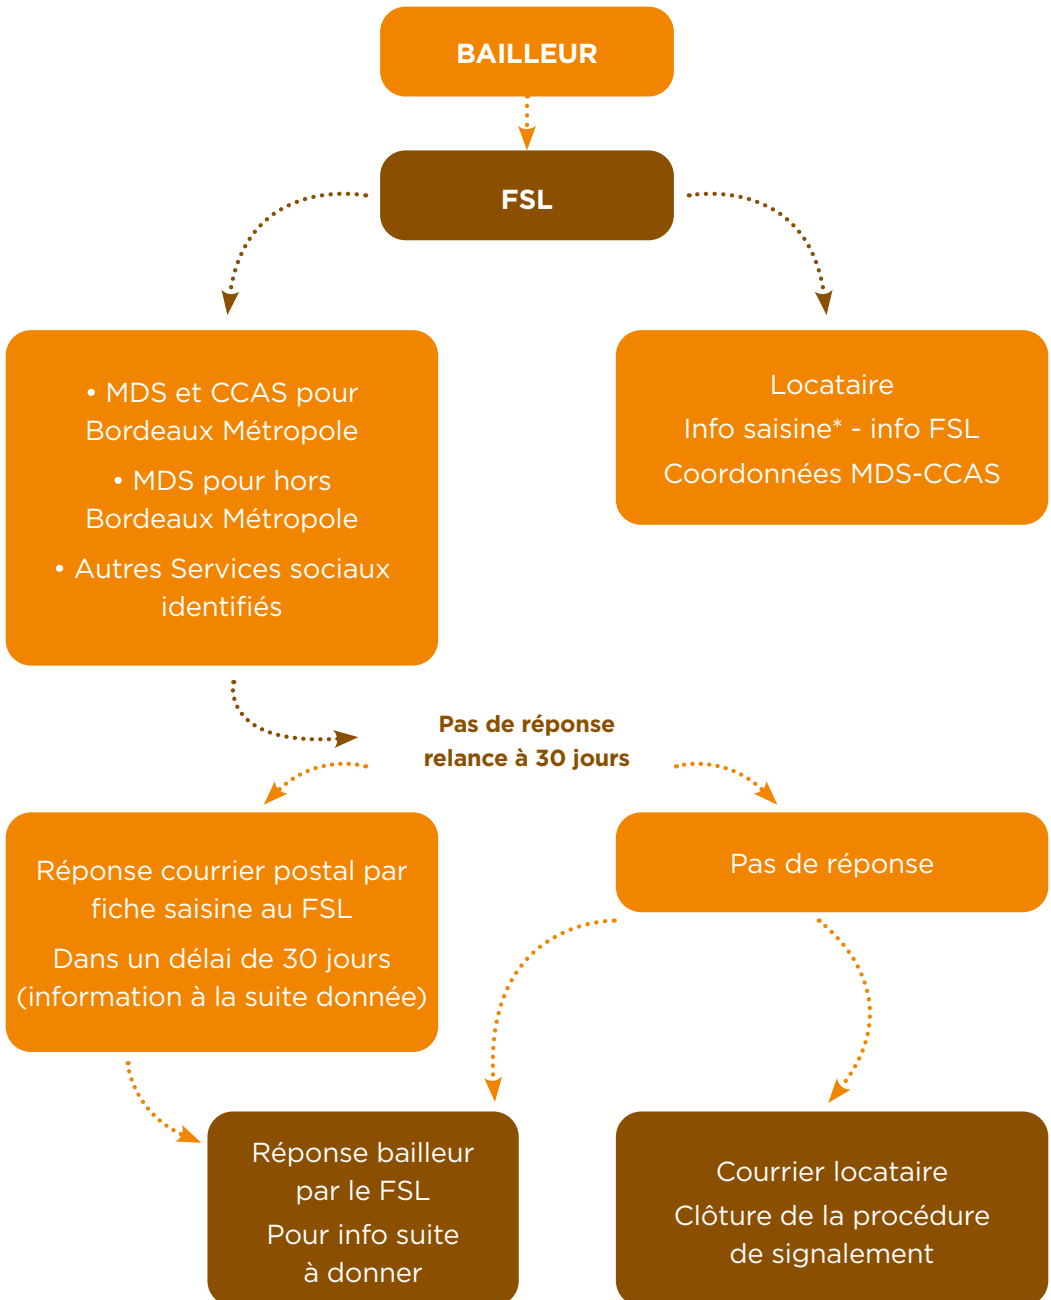 BAILLEUR
FSL
• MDS et CCAS pour
Bordeaux Métropole
• MDS pour hors
Bordeaux Métropole
• Autres Services sociaux
identifiés
Locataire
Info saisine* - info FSL
Coordonnées MDS-CCAS
Pas de réponse
relance à 30 jours
Réponse courrier postal par
fiche saisine au FSL
Dans un délai de 30 jours
(information à la suite donnée)
Pas de réponse
Réponse bailleur
par le FSL
Pour info suite
à donner
Courrier locataire
Clôture de la procédure
de signalement